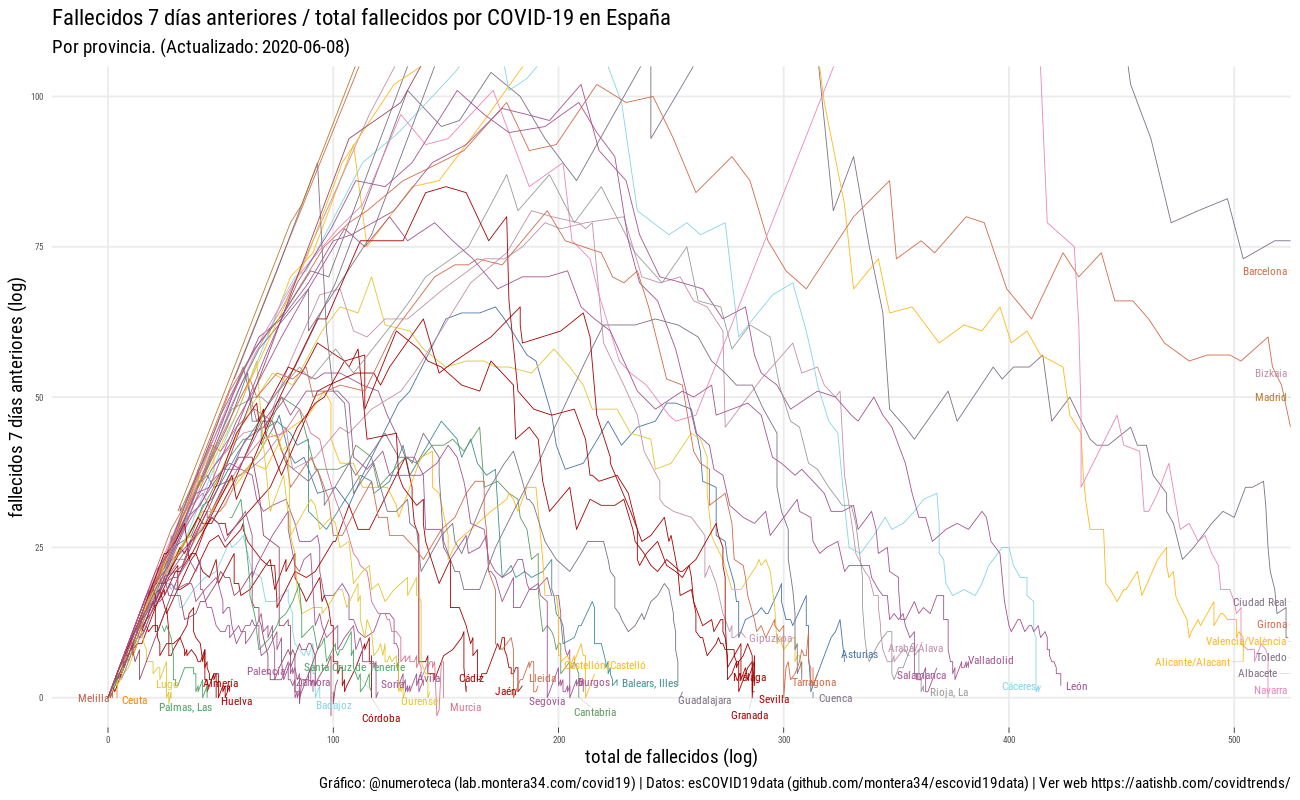 Fallecidos 7 días anteriores / total fallecidos por COVID-19 en España
Por provincia. (Actualizado: 2020-06-08)
fallecidos 7 días anteriores (log)
100
75
50
25
0
Barcelona
Bizkaia
Madrid
Ciudad Real
Girona
Valencia/València
Toledo
Alicante/Alacant
Albacete
Navarra
Gipuzkoa
Araba/Álava
Asturias
Valladolid
Salamanca
León
Cáceres
Rioja, La
Cuenca
Tarragona
Málaga
Sevilla
Granada
Guadalajara
Castellón/Castelló
Balears, Illes
Burgos
Cantabria
Segovia
Lleida
Jaén
Cádiz
Murcia
Ávila
Ourense
Soria
Córdoba
Santa Cruz de Tenerife
Zamora
Badajoz
Palencia
Almería
Huelva
Lugo
Palmas, Las
Ceuta
Melilla
0
100
200
300
400
500
total de fallecidos (log)
Gráfico: @numeroteca (lab.montera34.com/covid19) | Datos: esCOVID19data (github.com/montera34/escovid19data) | Ver web https://aatishb.com/covidtrends/